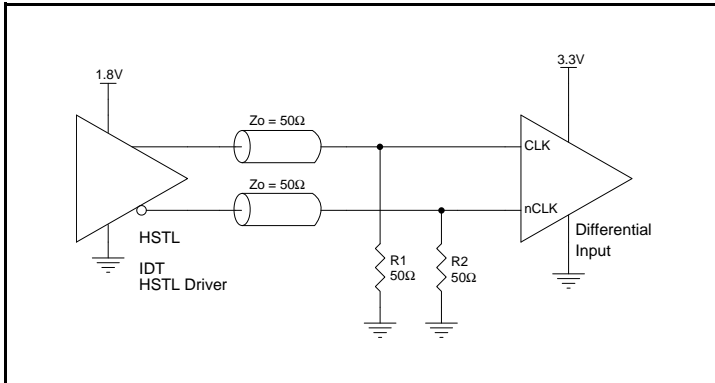 1.8V
3.3V
Zo = 50Ω
CLK
Zo = 50Ω
nCLK
HSTL
Differential
Input
IDT
HSTL Driver
R1
50Ω
R2
50Ω